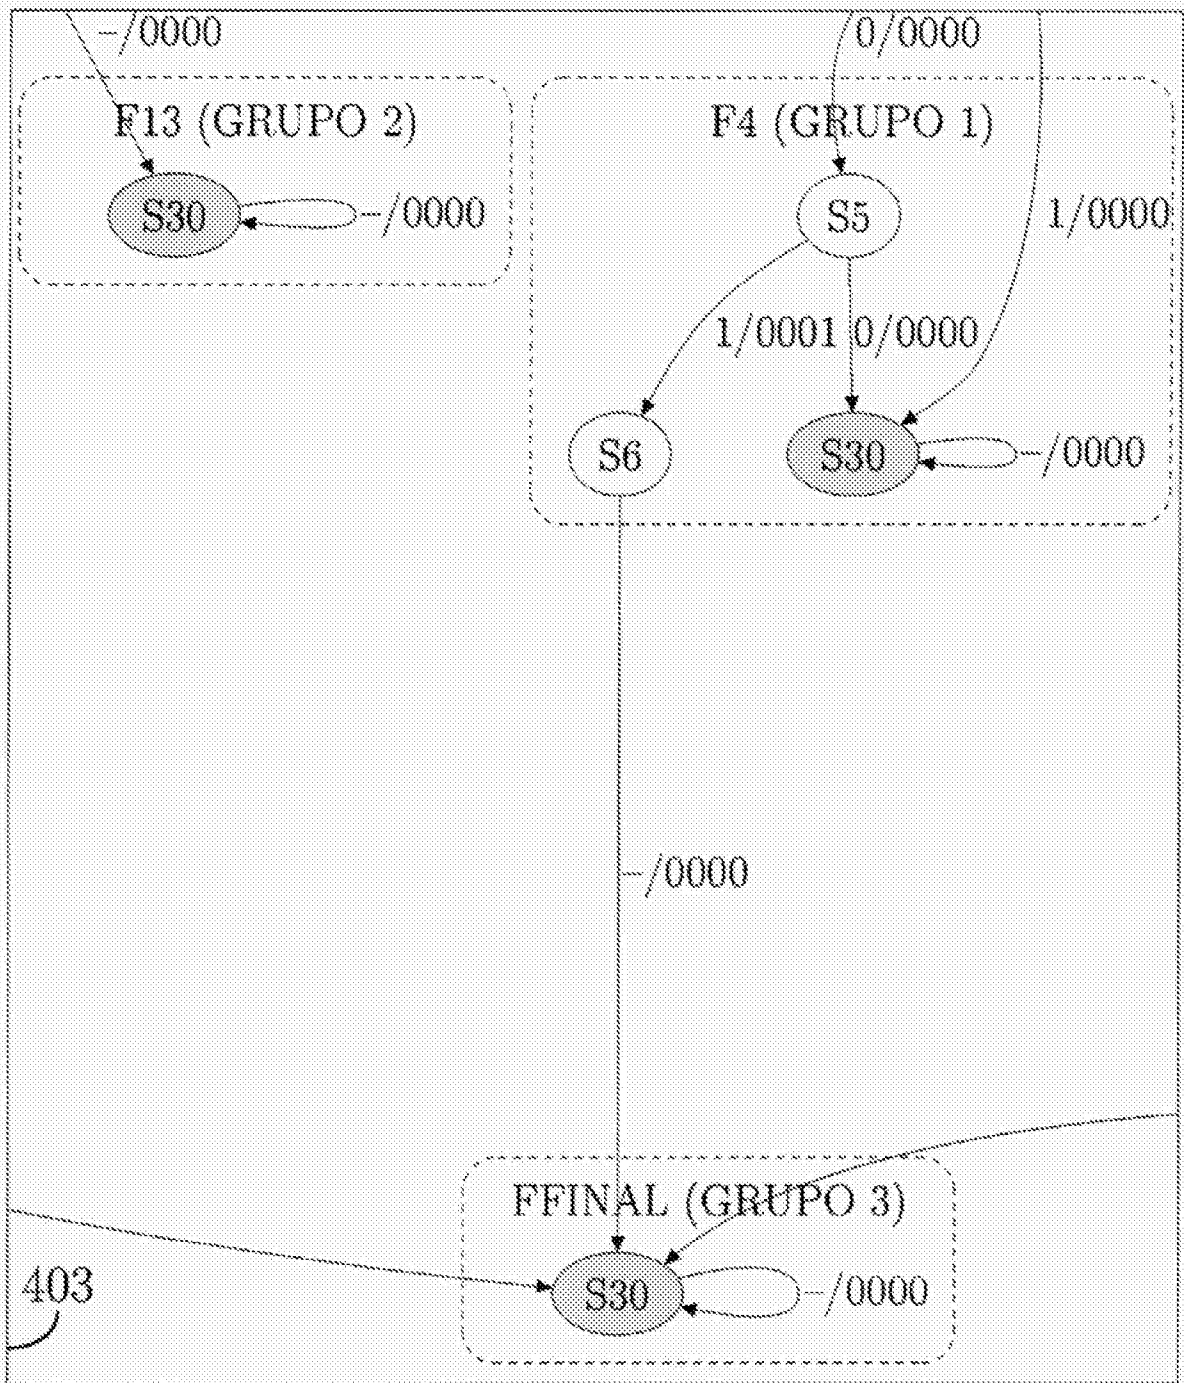 -/0000
0/0000
F13 (GRUPO 2)
F4 (GRUPO 1)
S30
-/0000
S5
1/0000
1/0001
0/0000
S6
S30
-/0000
-/0000
FFINAL (GRUPO 3)
403
S30
-/0000